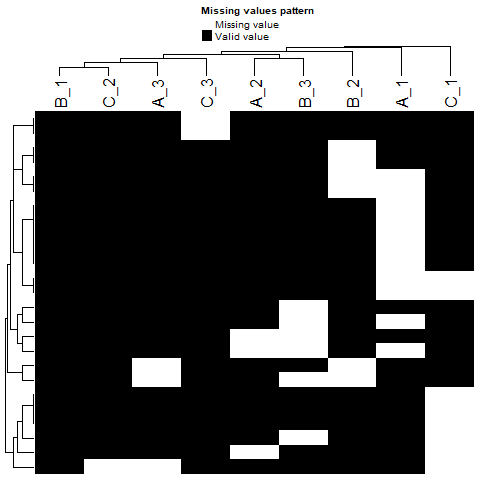 Missing values pattern
Missing value
Valid value
B_1 C_2 A_3 C_3 A_2 B_3 B_2 A_1 C_1